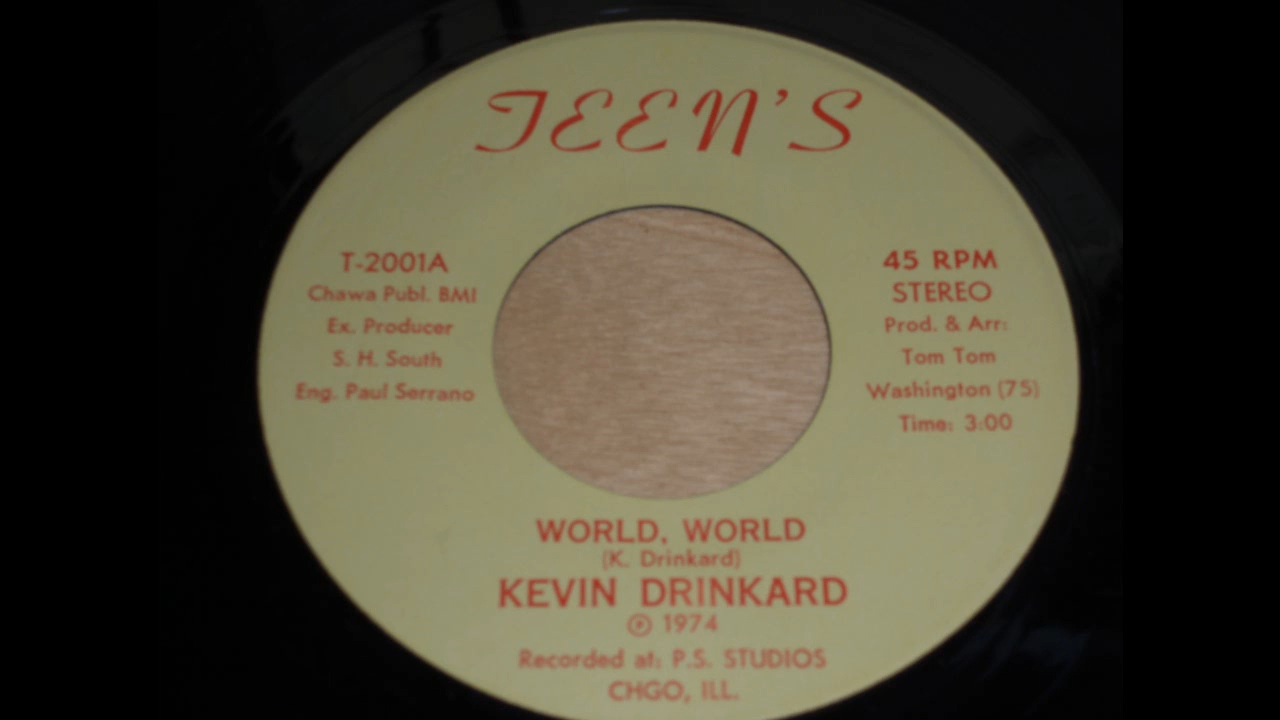 TEEN'S
T-2001A
Chawa Publ. BMI
Ex. Producer
S. H. South
Eng. Paul Serrano
45 RPM
STEREO
Prod. & Arr:
Tom Tom
Washington (75)
Time: 3:00
WORLD, WORLD
(K. Drinkard)
KEVIN DRINKARD
℗ 1974
Recorded at: P.S. STUDIOS
CHGO, ILL.